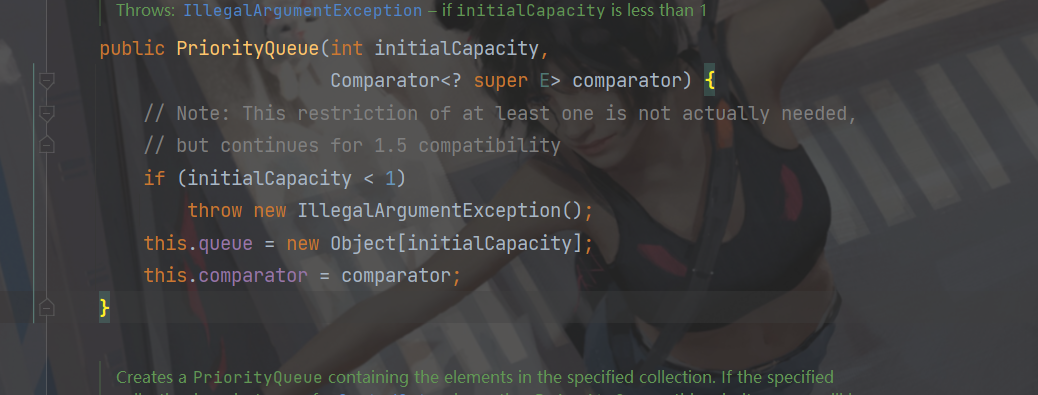 Throws: IllegalArgumentException – if initialCapacity is less than 1
public PriorityQueue(int initialCapacity,
Comparator<? super E> comparator) {
// Note: This restriction of at least one is not actually needed,
// but continues for 1.5 compatibility
if (initialCapacity < 1)
throw new IllegalArgumentException();
this.queue = new Object[initialCapacity];
this.comparator = comparator;
}
Creates a PriorityQueue containing the elements in the specified collection. If the specified